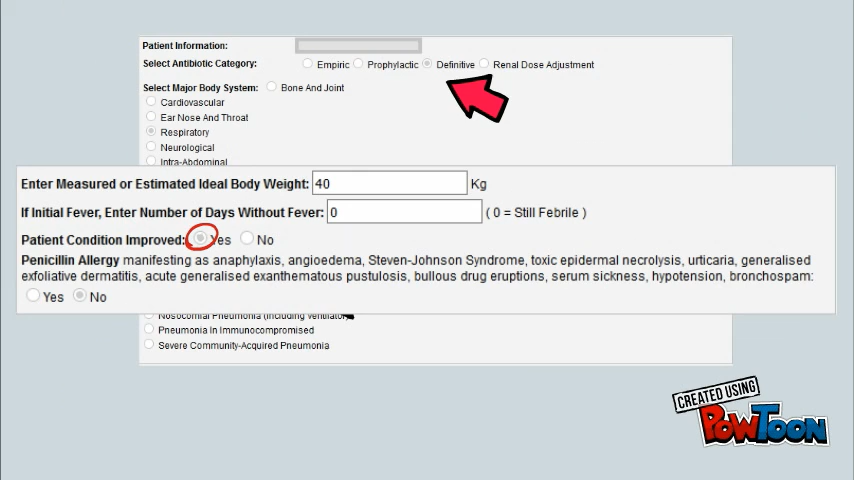 Patient Information:
Select Antibiotic Category: Empiric Prophylactic Definitive Renal Dose Adjustment
Select Major Body System: Bone And Joint
Cardiovascular
Ear Nose And Throat
Respiratory
Neurological
Intra-Abdominal
Enter Measured or Estimated Ideal Body Weight: 40 Kg
If Initial Fever, Enter Number of Days Without Fever: 0 ( 0 = Still Febrile )
Patient Condition Improved: Yes No
Penicillin Allergy manifesting as anaphylaxis, angioedema, Steven-Johnson Syndrome, toxic epidermal necrolysis, urticaria, generalised
exfoliative dermatitis, acute generalised exanthematous pustulosis, bullous drug eruptions, serum sickness, hypotension, bronchospam:
Yes No
Nosocomial Pneumonia (Including Ventilator
Pneumonia In Immunocompromised
Severe Community-Acquired Pneumonia
CREATED USING
POWTOON